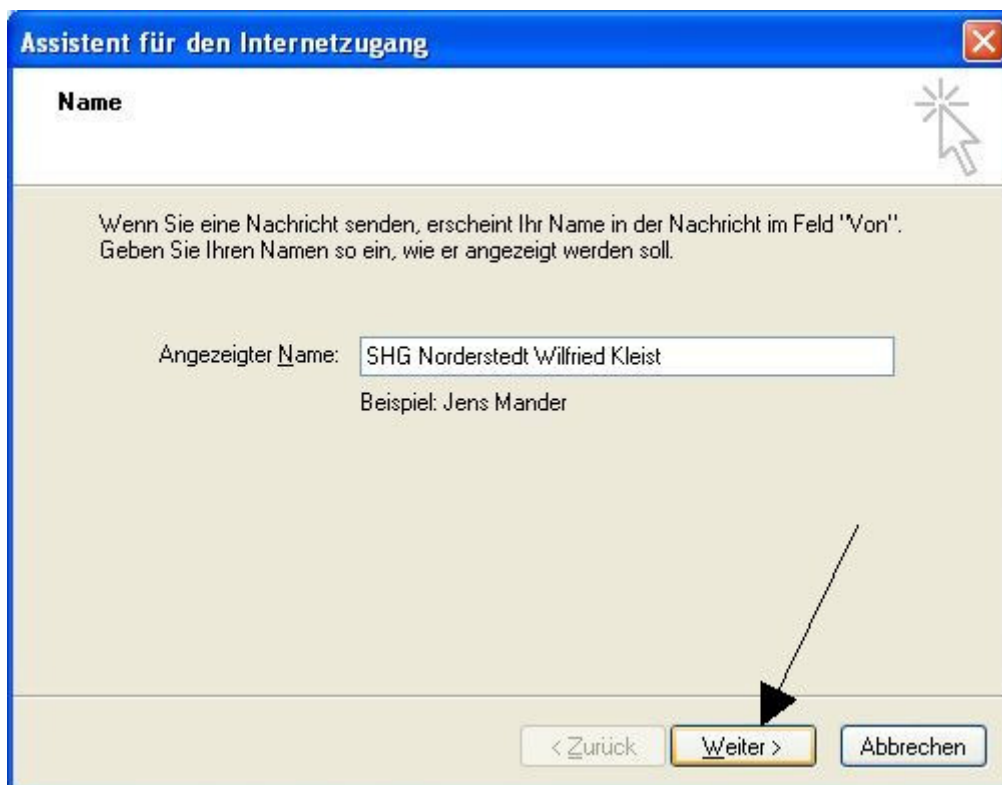 Assistent für den Internetzugang
Name
Wenn Sie eine Nachricht senden, erscheint Ihr Name in der Nachricht im Feld "Von".
Geben Sie Ihren Namen so ein, wie er angezeigt werden soll.
Angezeigter Name: SHG Norderstedt Wilfried Kleist
Beispiel: Jens Mander
< Zurück Weiter > Abbrechen